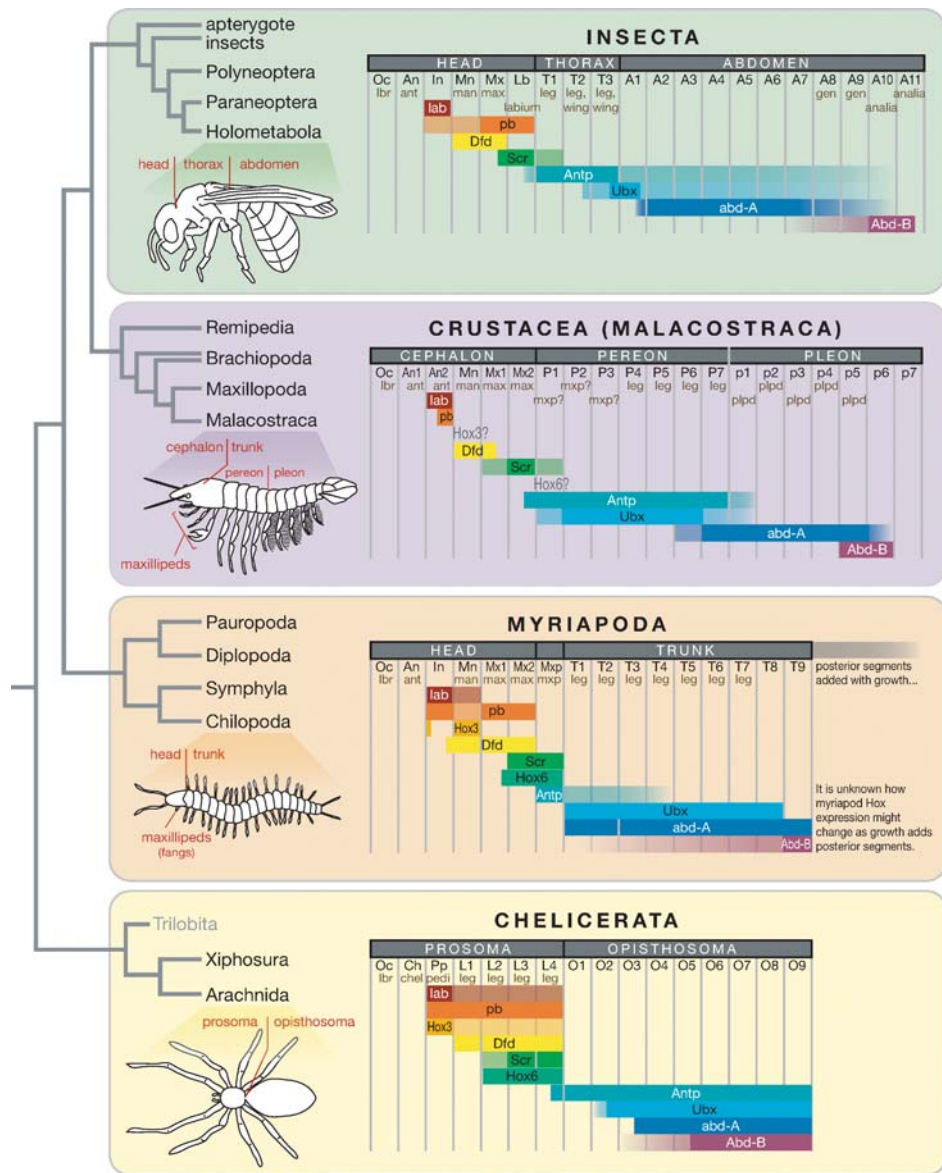 apterygote
insects
Polyneoptera
Paraneoptera
Holometabola
head thorax abdomen
INSECTA
HEAD THORAX ABDOMEN
Oc An In Mn Mx Lb T1 T2 T3 A1 A2 A3 A4 A5 A6 A7 A8 A9 A10 A11
lbr ant man max leg leg, leg, gen gen analia
labium wing wing analia
lab
pb
Dfd
Scr
Antp
Ubx
abd-A
Abd-B
Remipedia
Brachiopoda
Maxillopoda
Malacostraca
cephalon trunk
pereon pleon
maxillipeds
CRUSTACEA (MALACOSTRACA)
CEPHALON PEREON PLEON
Oc An1 An2 Mn Mx1 Mx2 P1 P2 P3 P4 P5 P6 P7 p1 p2 p3 p4 p5 p6 p7
lbr ant ant man max max mxp? leg leg leg leg plpd plpd
mxp? mxp? plpd plpd plpd
lab
pb
Hox3?
Dfd
Scr
Hox6?
Antp
Ubx
abd-A
Abd-B
Pauropoda
Diplopoda
Symphyla
Chilopoda
head trunk
maxillipeds
(fangs)
MYRIAPODA
HEAD TRUNK
Oc An In Mn Mx1 Mx2 Mxp T1 T2 T3 T4 T5 T6 T7 T8 T9
lbr ant man max max mxp leg leg leg leg leg leg leg
posterior segments
added with growth...
lab
pb
Hox3
Dfd
Scr
Hox6
Antp
Ubx
abd-A
Abd-B
It is unknown how
myriapod Hox
expression might
change as growth adds
posterior segments.
Trilobita
Xiphosura
Arachnida
prosoma opisthosoma
CHELICERATA
PROSOMA OPISTHOSOMA
Oc Ch Pp L1 L2 L3 L4 O1 O2 O3 O4 O5 O6 O7 O8 O9
lbr chel pedi leg leg leg leg
lab
pb
Hox3
Dfd
Scr
Hox6
Antp
Ubx
abd-A
Abd-B